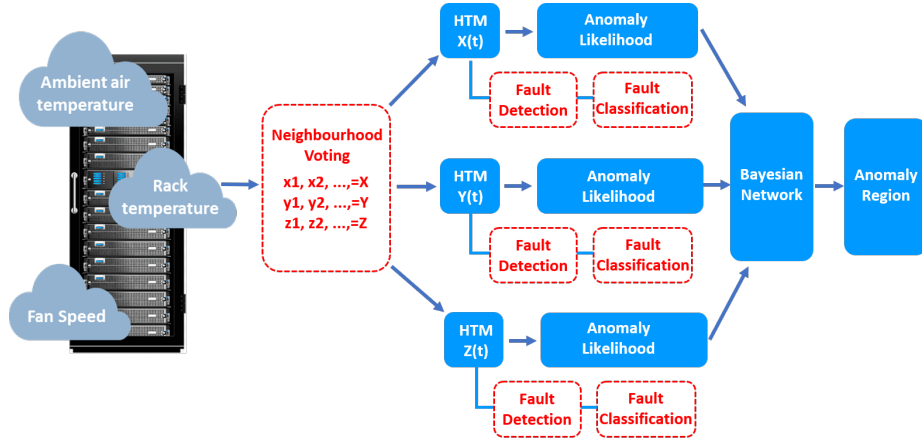 Ambient air
temperature
Rack
temperature
Fan Speed
Neighbourhood
Voting
x1, x2, ...,=X
y1, y2, ...,=Y
z1, z2, ...,=Z
HTM
X(t)
Anomaly
Likelihood
Fault
Detection
Fault
Classification
HTM
Y(t)
Anomaly
Likelihood
Fault
Detection
Fault
Classification
HTM
Z(t)
Anomaly
Likelihood
Fault
Detection
Fault
Classification
Bayesian
Network
Anomaly
Region